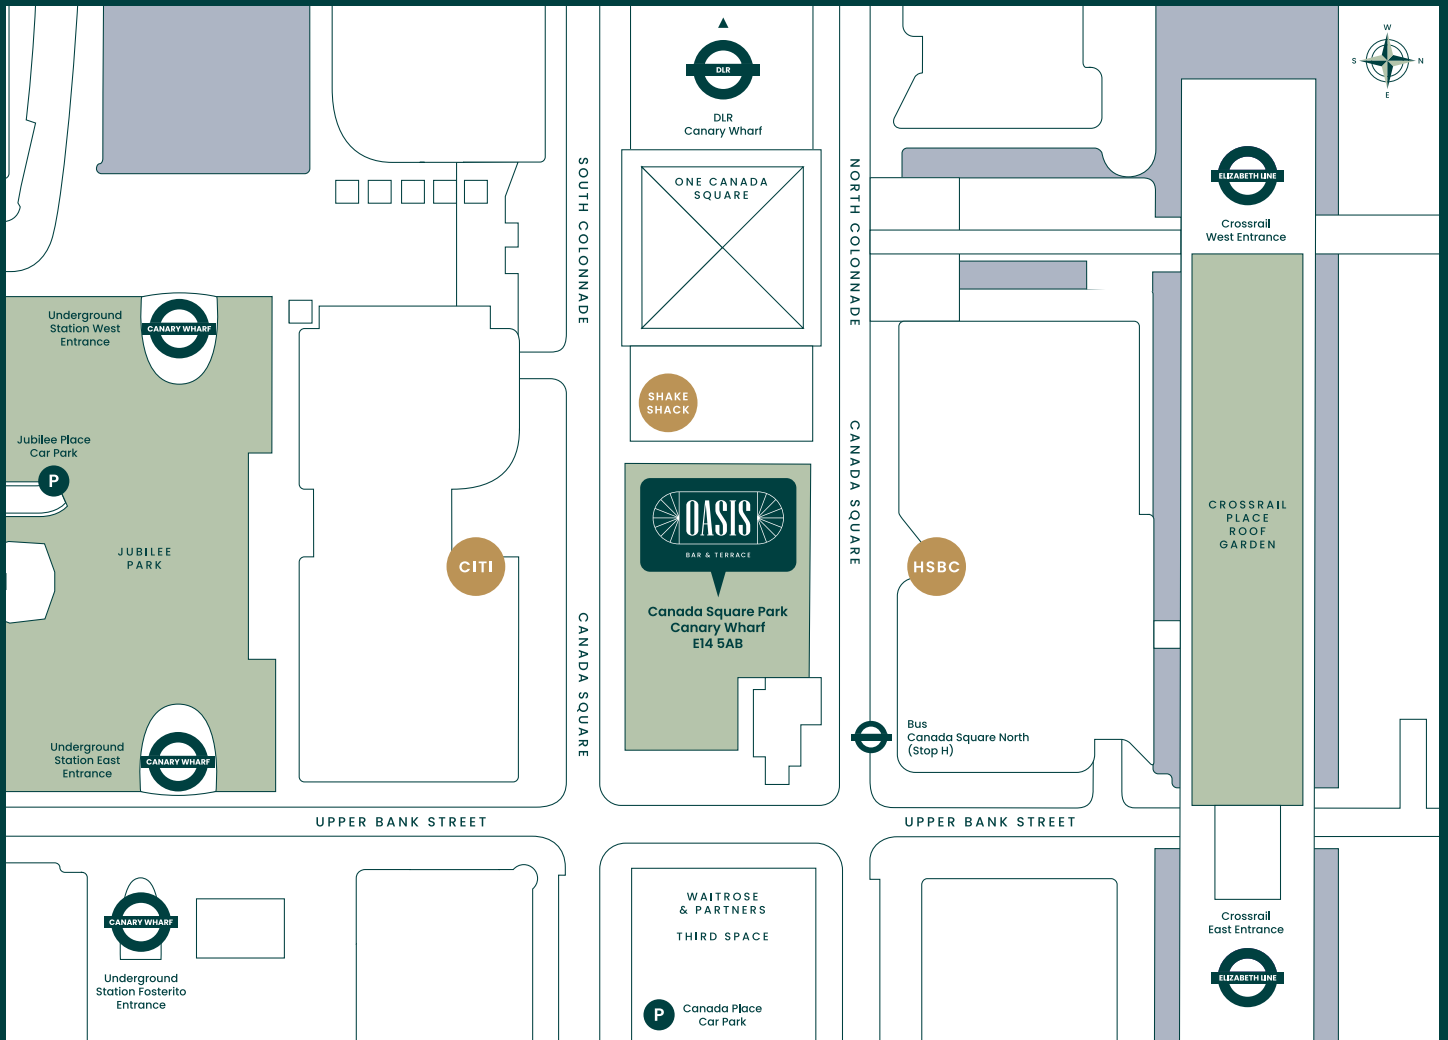 W
S
N
E
DLR
DLR
Canary Wharf
ONE CANADA
SQUARE
SOUTH COLONNADE
NORTH COLONNADE
ELIZABETH LINE
Crossrail
West Entrance
Underground
Station West
Entrance
CANARY WHARF
SHAKE
SHACK
Jubilee Place
Car Park
P
JUBILEE
PARK
CITI
OASIS
BAR & TERRACE
Canada Square Park
Canary Wharf
E14 5AB
CANADA SQUARE
CANADA SQUARE
HSBC
CROSSRAIL
PLACE
ROOF
GARDEN
Underground
Station East
Entrance
CANARY WHARF
Bus
Canada Square North
(Stop H)
UPPER BANK STREET
UPPER BANK STREET
CANARY WHARF
Underground
Station Fosterito
Entrance
WAITROSE
& PARTNERS
THIRD SPACE
P
Canada Place
Car Park
Crossrail
East Entrance
ELIZABETH LINE